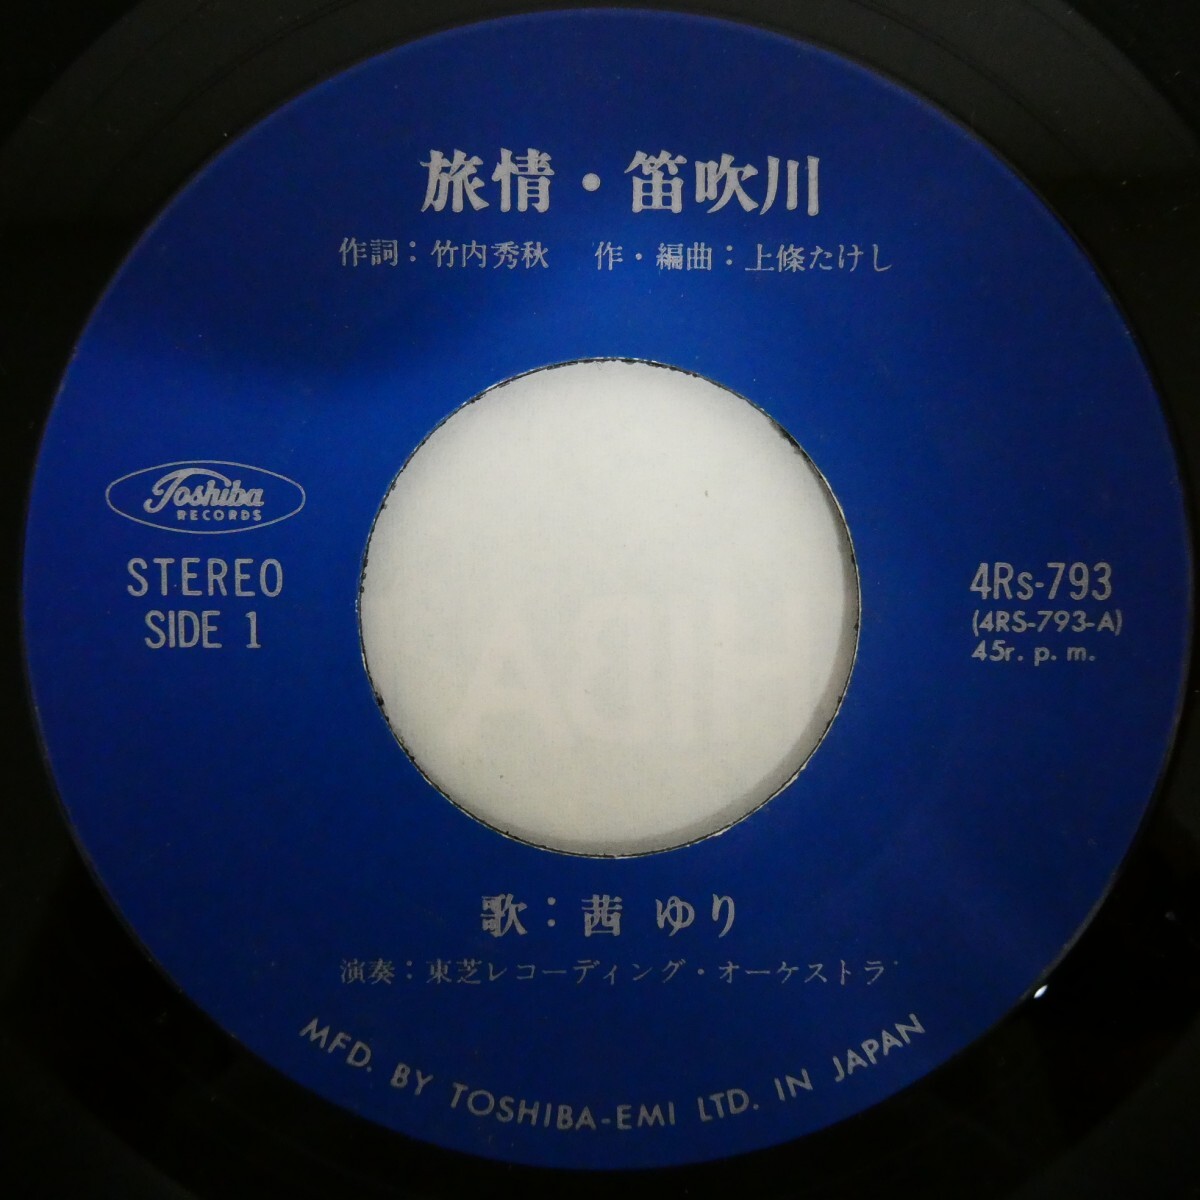 旅情・笛吹川
作詞：竹内秀秋　作・編曲：上條たけし
Toshiba
RECORDS
STEREO
SIDE 1
4Rs-793
(4RS-793-A)
45r. p. m.
歌：茜 ゆり
演奏：東芝レコーディング・オーケストラ
MFD. BY TOSHIBA-EMI LTD. IN JAPAN